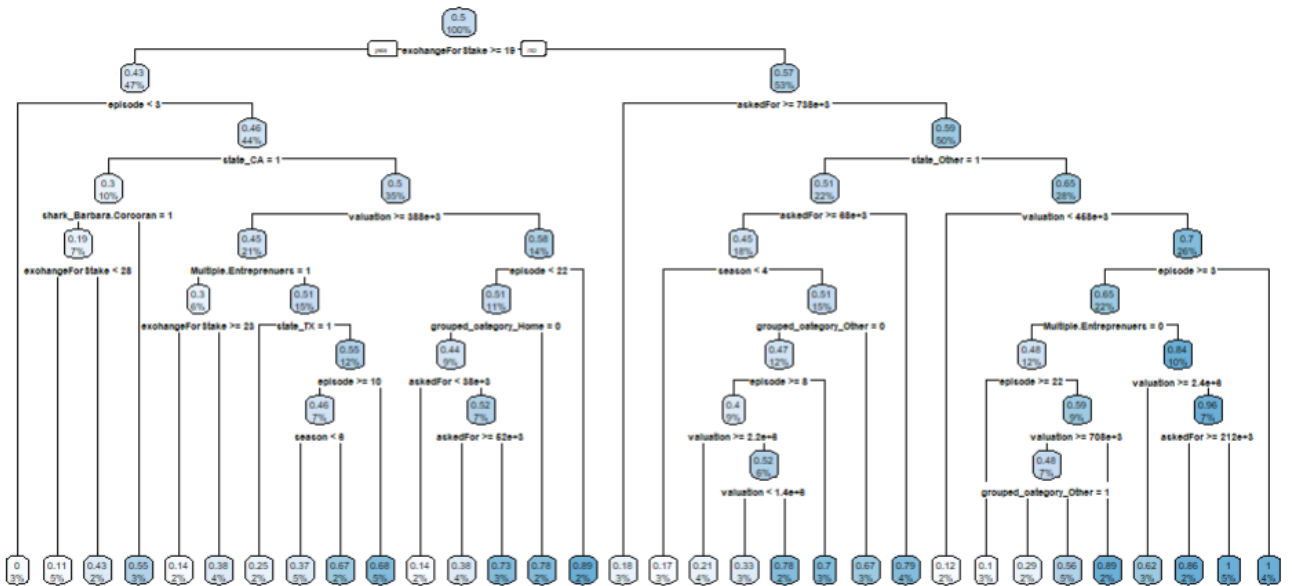 0.5
100%
yes exohangeFor Stake >= 19 no
0.43
47%
0.57
53%
episode < 3
askedFor >= 738e+3
0.46
44%
0.59
50%
state_CA = 1
state_Other = 1
0.3
10%
0.5
35%
0.51
22%
0.65
28%
shark_Barbara.Corooran = 1
valuation >= 388e+3
askedFor >= 68e+3
valuation < 458e+3
0.19
7%
0.45
21%
0.58
14%
0.45
18%
0.7
26%
exohangeFor Stake < 28
Multiple.Entreprenuers = 1
episode < 22
season < 4
episode >= 3
0.3
6%
0.51
15%
0.51
11%
0.51
15%
0.65
22%
exohangeFor Stake >= 23
state_TX = 1
grouped_oategory_Home = 0
grouped_oategory_Other = 0
Multiple.Entreprenuers = 0
0.55
12%
0.44
9%
0.47
12%
0.48
12%
0.84
10%
episode >= 10
askedFor < 38e+3
episode >= 8
episode >= 22
valuation >= 2.4e+6
0.46
7%
0.52
7%
0.4
9%
0.59
9%
0.96
7%
season < 6
askedFor >= 52e+3
valuation >= 2.2e+6
valuation >= 708e+3
askedFor >= 212e+3
0.52
6%
0.48
7%
valuation < 1.4e+6
grouped_oategory_Other = 1
0 0.11 0.43 0.55 0.14 0.38 0.25 0.37 0.67 0.68 0.14 0.38 0.73 0.78 0.89 0.18 0.17 0.21 0.33 0.78 0.7 0.67 0.79 0.12 0.1 0.29 0.56 0.89 0.62 0.86 1 1
3% 5% 2% 3% 2% 4% 2% 5% 2% 5% 2% 4% 3% 2% 2% 3% 3% 4% 3% 2% 3% 3% 4% 2% 3% 2% 5% 2% 3% 2% 5% 4%